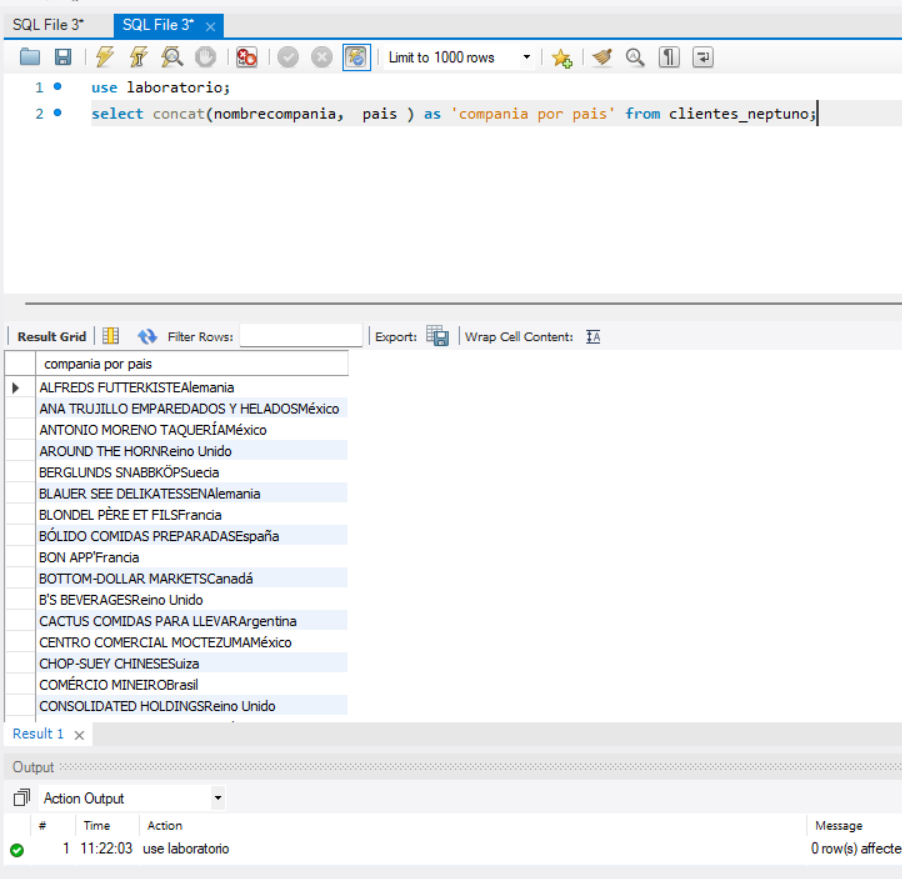 SQL File 3* SQL File 3* ×
Limit to 1000 rows
1 use laboratorio;
2 select concat(nombrecompania,  pais ) as 'compania por pais' from clientes_neptuno;
Result Grid Filter Rows: Export: Wrap Cell Content:
compania por pais
ALFREDS FUTTERKISTEAlemania
ANA TRUJILLO EMPAREDADOS Y HELADOSMéxico
ANTONIO MORENO TAQUERÍAMéxico
AROUND THE HORNReino Unido
BERGLUNDS SNABBKÖPSuecia
BLAUER SEE DELIKATESSENAlemania
BLONDEL PÈRE ET FILSFrancia
BÓLIDO COMIDAS PREPARADASEspaña
BON APP'Francia
BOTTOM-DOLLAR MARKETSCanadá
B'S BEVERAGESReino Unido
CACTUS COMIDAS PARA LLEVARArgentina
CENTRO COMERCIAL MOCTEZUMAMéxico
CHOP-SUEY CHINESESuiza
COMÉRCIO MINEIROBrasil
CONSOLIDATED HOLDINGSReino Unido
Result 1 ×
Output
Action Output
# Time Action Message
1 11:22:03 use laboratorio 0 row(s) affecte